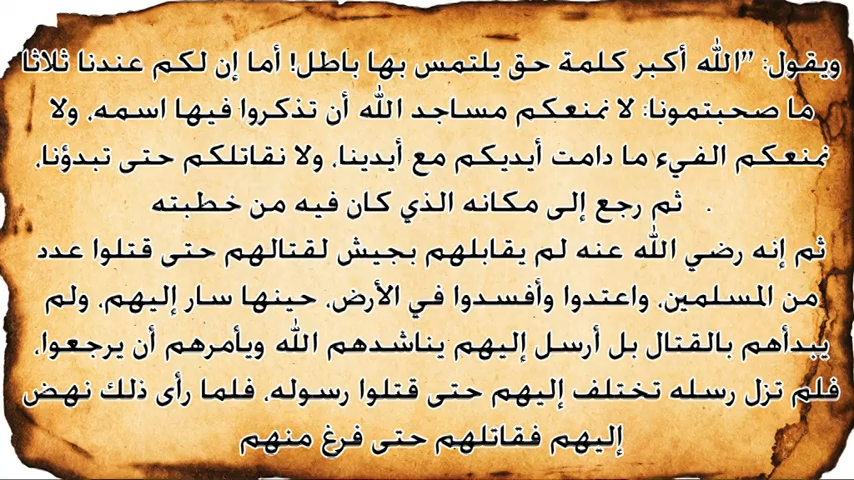 ويقول: ”الله أكبر كلمة حق يلتمس بها باطل! أما إن لكم عندنا ثلاثا
ما صحبتمونا: لا نمنعكم مساجد الله أن تذكروا فيها اسمه، ولا
نمنعكم الفيء ما دامت أيديكم مع أيدينا، ولا نقاتلكم حتى تبدؤنا،
. ثم رجع إلى مكانه الذي كان فيه من خطبته
ثم إنه رضي الله عنه لم يقابلهم بجيش لقتالهم حتى قتلوا عدد
من المسلمين، واعتدوا وأفسدوا في الأرض، حينها سار إليهم، ولم
يبدأهم بالقتال بل أرسل إليهم يناشدهم الله ويأمرهم أن يرجعوا،
فلم تزل رسله تختلف إليهم حتى قتلوا رسوله، فلما رأى ذلك نهض
إليهم فقاتلهم حتى فرغ منهم